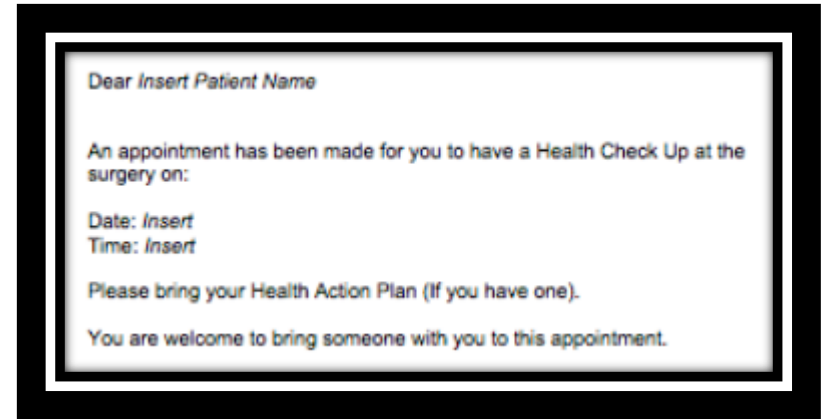 Dear Insert Patient Name
An appointment has been made for you to have a Health Check Up at the
surgery on:
Date: Insert
Time: Insert
Please bring your Health Action Plan (If you have one).
You are welcome to bring someone with you to this appointment.